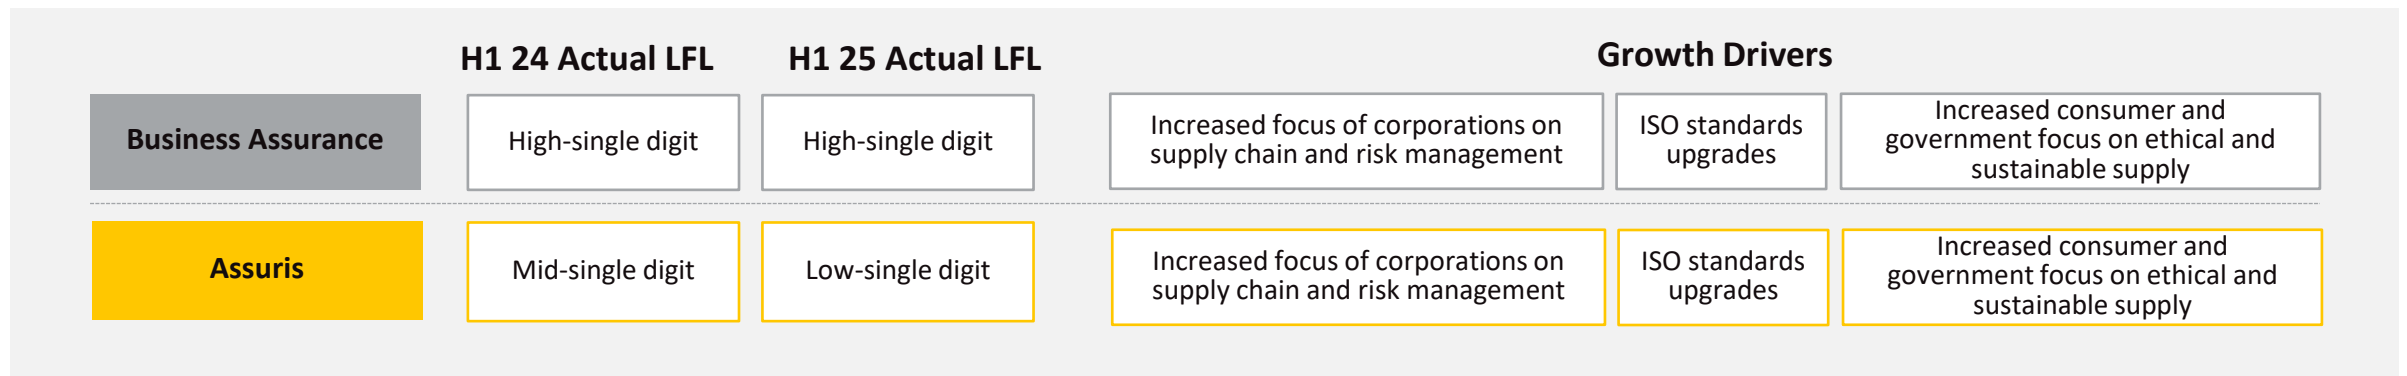 H1 24 Actual LFL
H1 25 Actual LFL
Growth Drivers
Business Assurance
High-single digit
High-single digit
Increased focus of corporations on
supply chain and risk management
ISO standards
upgrades
Increased consumer and
government focus on ethical and
sustainable supply
Assuris
Mid-single digit
Low-single digit
Increased focus of corporations on
supply chain and risk management
ISO standards
upgrades
Increased consumer and
government focus on ethical and
sustainable supply